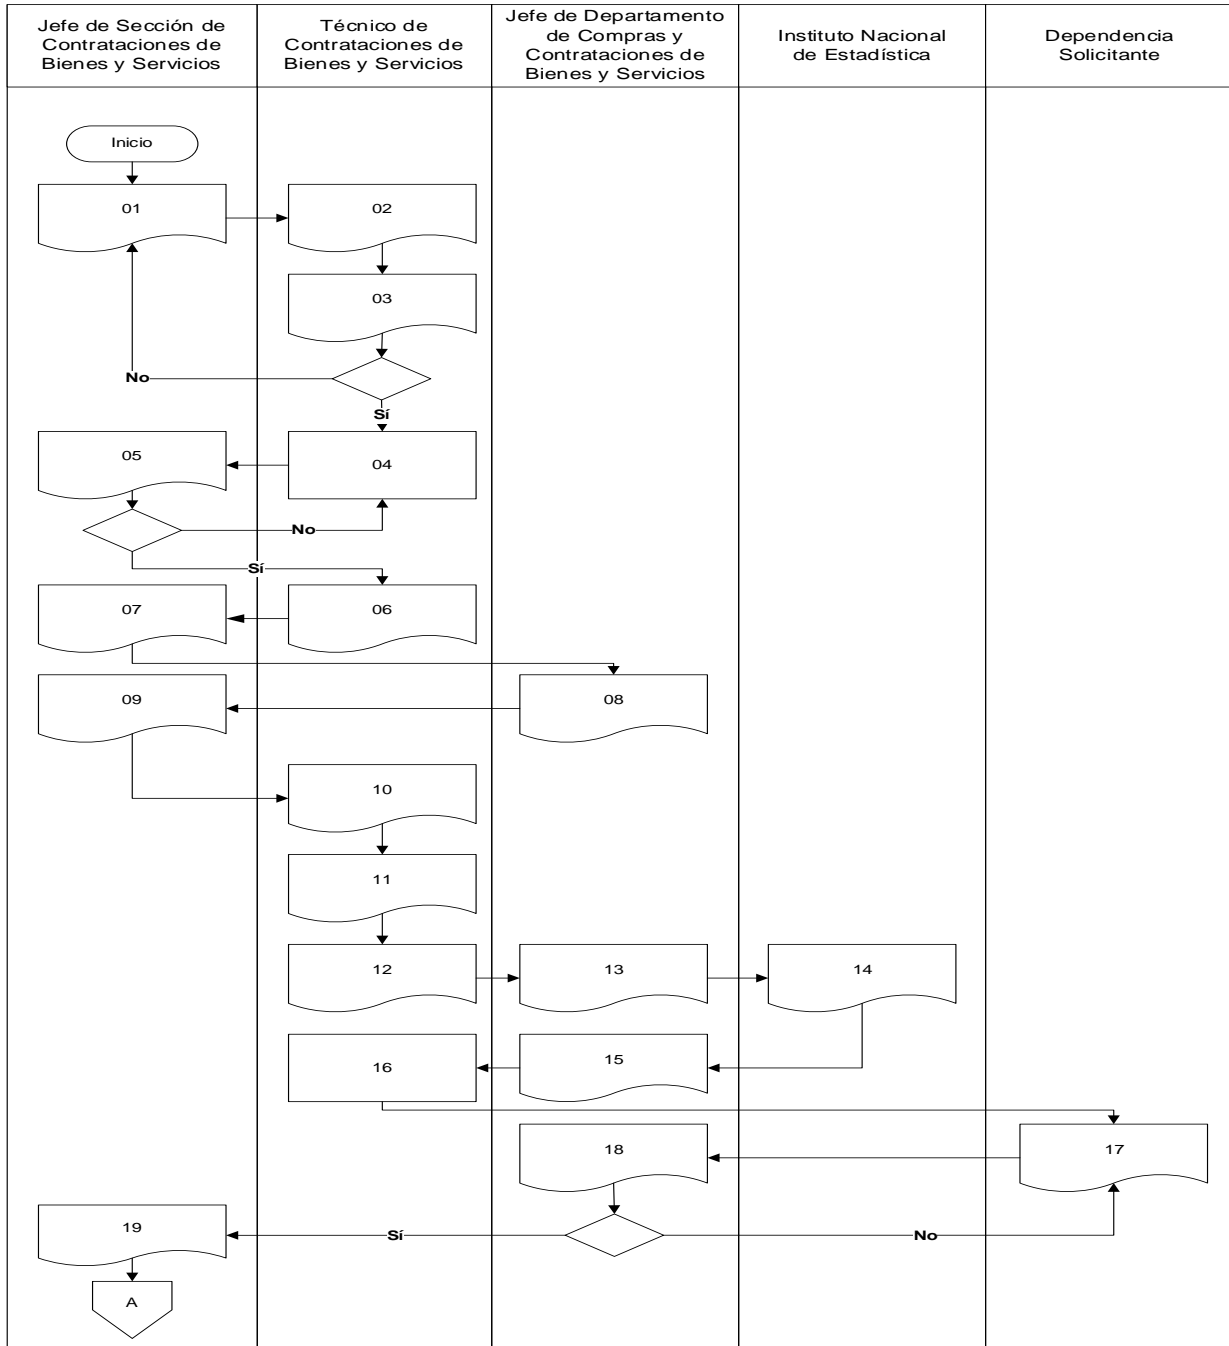 Jefe de Sección de
Contrataciones de
Bienes y Servicios
Técnico de
Contrataciones de
Bienes y Servicios
Jefe de Departamento
de Compras y
Contrataciones de
Bienes y Servicios
Instituto Nacional
de Estadística
Dependencia
Solicitante
Inicio
01
02
03
No
Sí
05
04
No
Sí
07
06
09
08
10
11
12
13
14
16
15
18
17
19
Sí
No
A